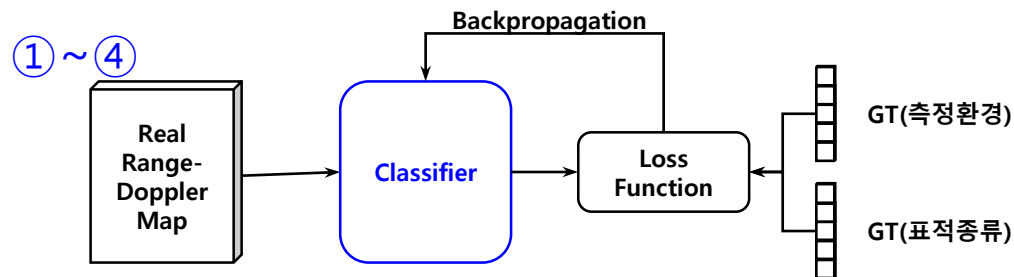 Backpropagation
①~④
Real
Range-
Doppler
Map
Classifier
Loss
Function
GT(측정환경)
GT(표적종류)